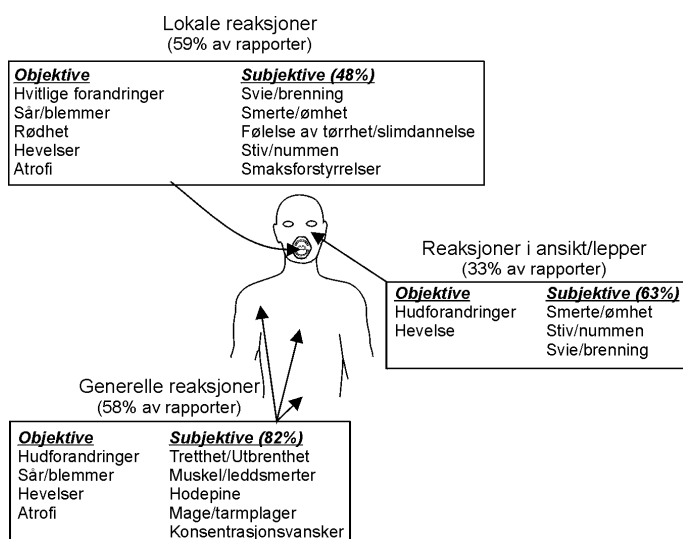 Lokale reaksjoner
(59% av rapporter)
Objektive Subjektive (48%)
Hvitlige forandringer Svie/brenning
Sår/blemmer Smerte/ømhet
Rødhet Følelse av tørrhet/slimdannelse
Hevelser Stiv/nummen
Atrofi Smaksforstyrrelser
Reaksjoner i ansikt/lepper
(33% av rapporter)
Objektive Subjektive (63%)
Hudforandringer Smerte/ømhet
Hevelse Stiv/nummen
Svie/brenning
Generelle reaksjoner
(58% av rapporter)
Objektive Subjektive (82%)
Hudforandringer Tretthet/Utbrenthet
Sår/blemmer Muskel/leddsmerter
Hevelser Hodepine
Atrofi Mage/tarmplager
Konsentrasjonsvansker